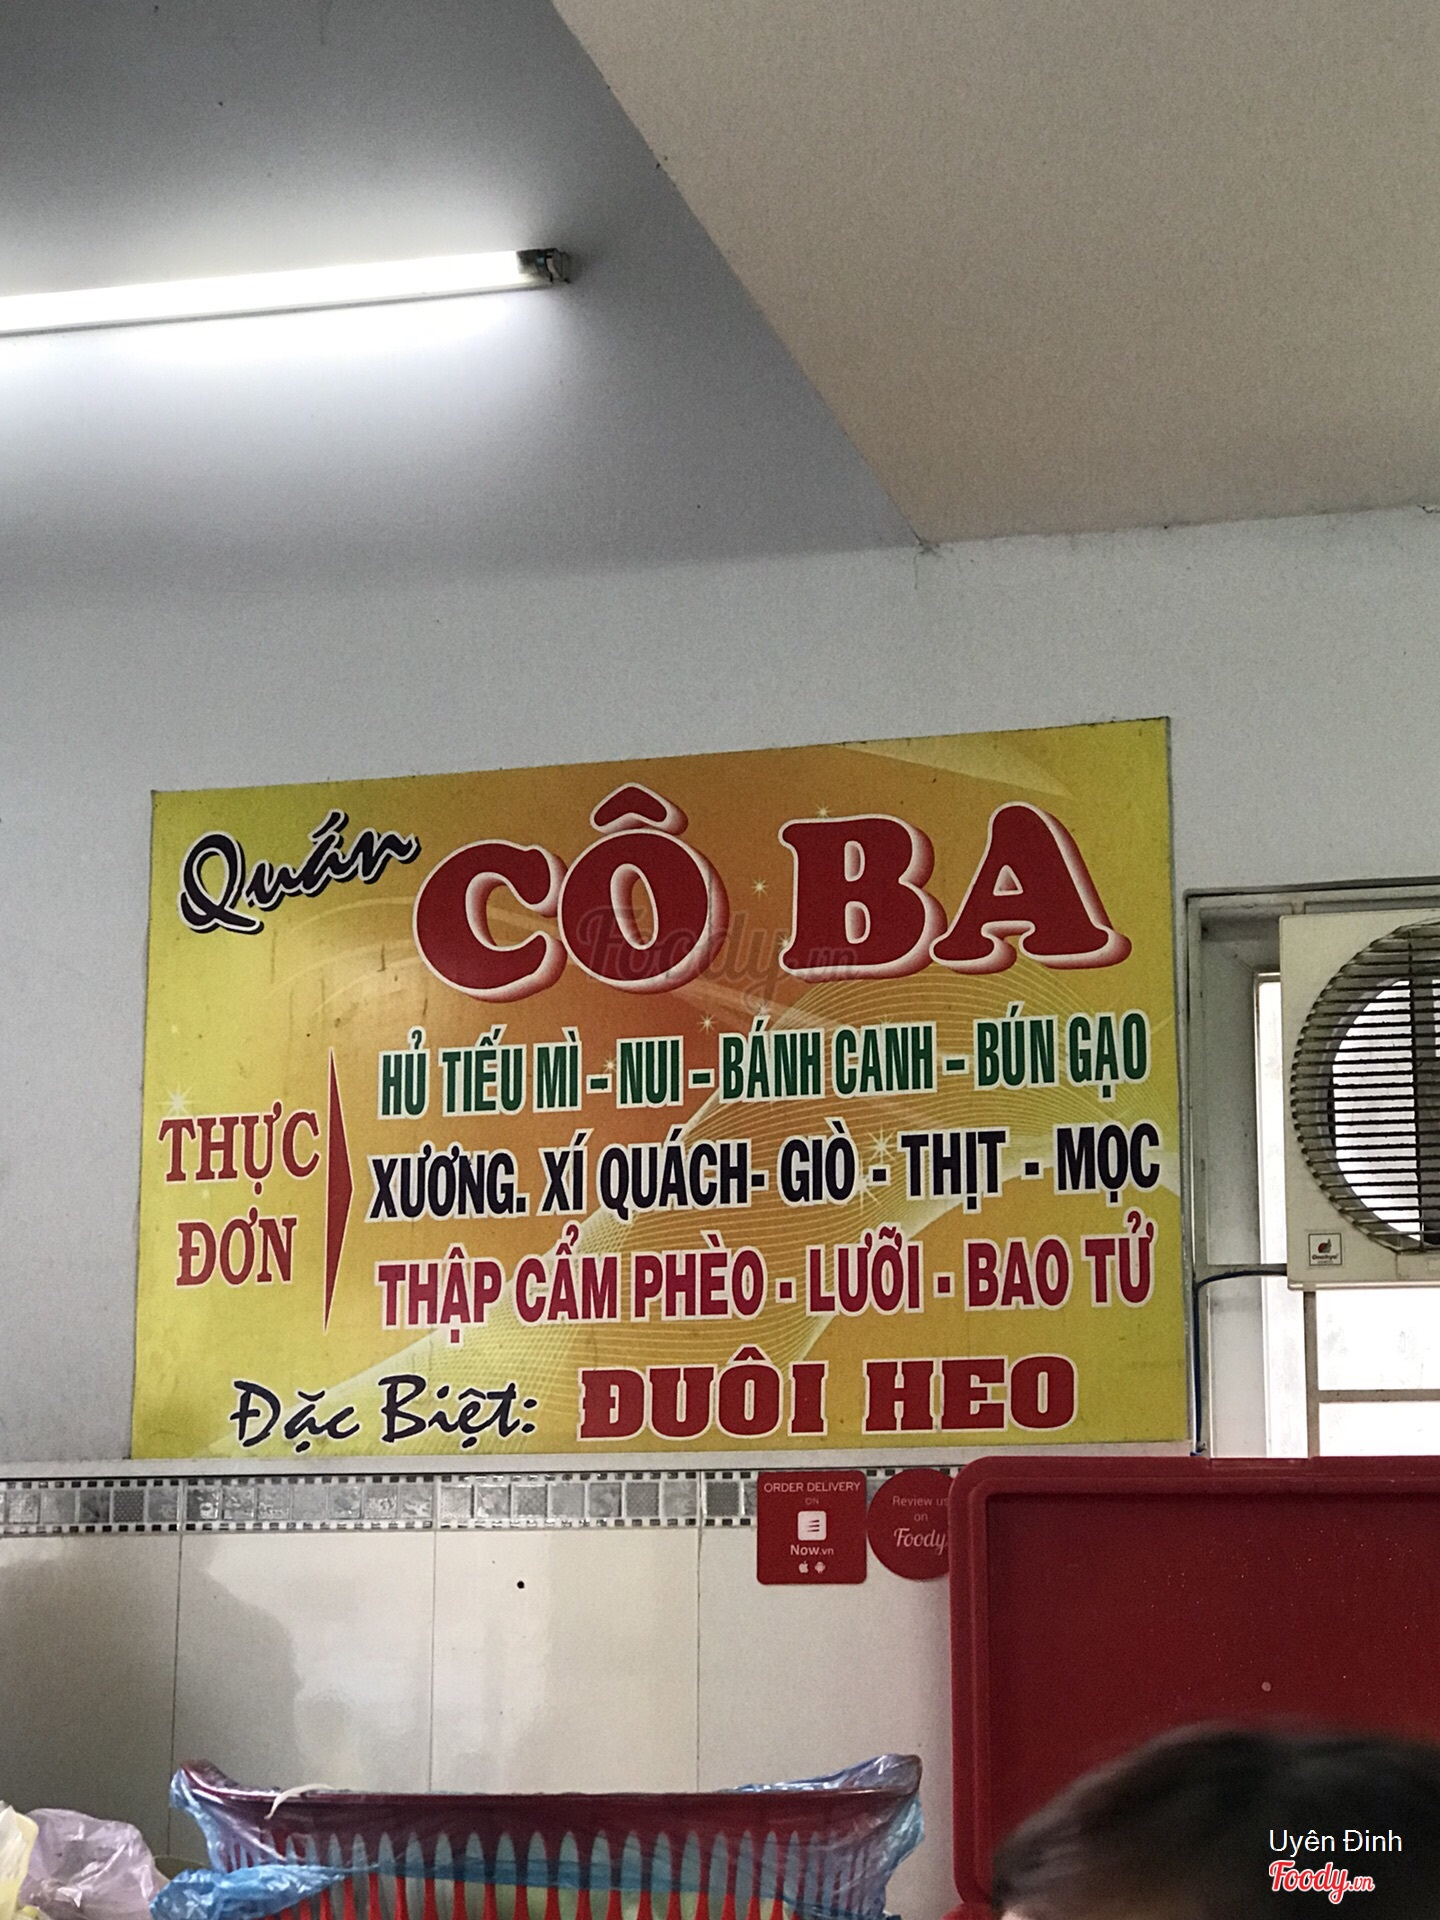 Quán CÔ BA
THỰC ĐƠN
HỦ TIẾU MÌ - NUI - BÁNH CANH - BÚN GẠO
XƯƠNG. XÍ QUÁCH- GIÒ - THỊT - MỌC
THẬP CẨM PHÈO - LƯỠI - BAO TỬ
Đặc Biệt: ĐUÔI HEO
Foody.vn
ORDER DELIVERY
ON
Now.vn
Review us
on
Foody
Uyên Đinh
Foody.vn